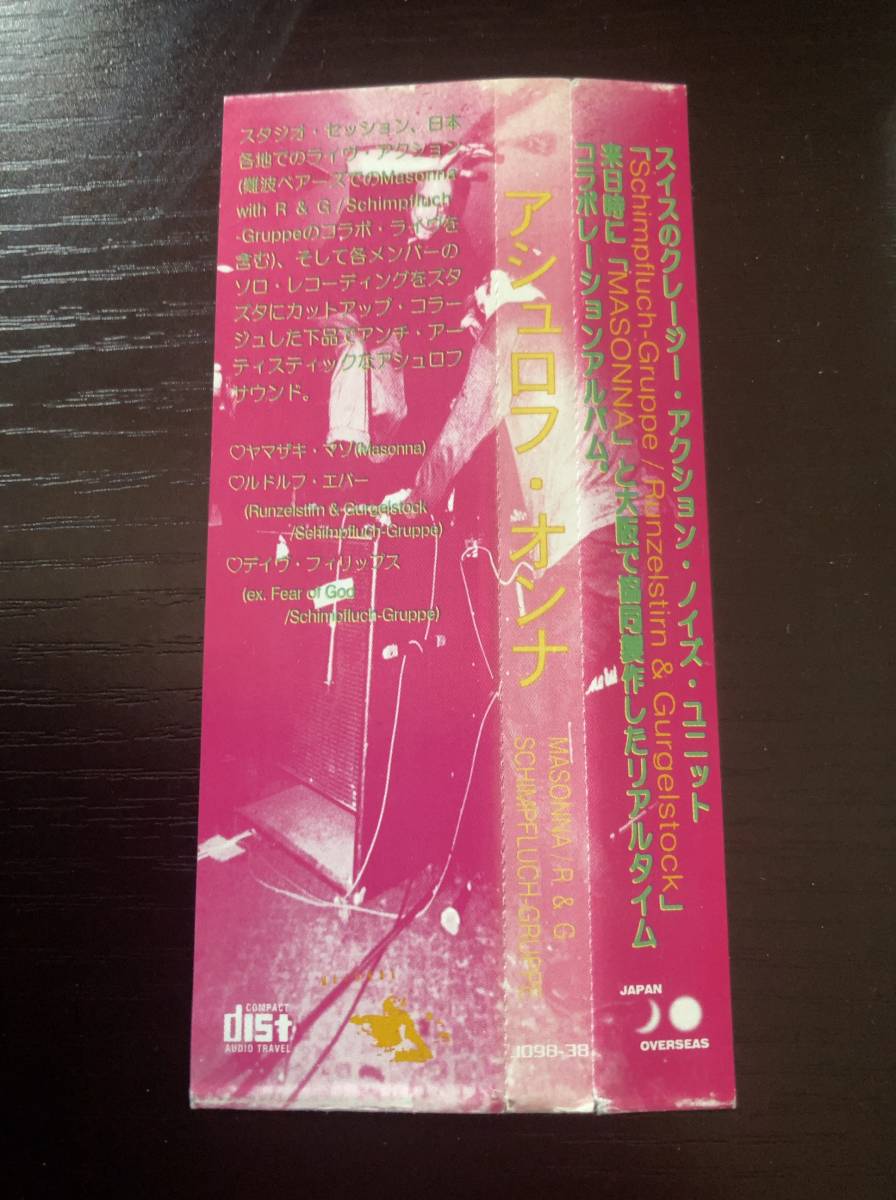 スイスのクレージー・アクション・ノイズ・ユニット
「Schimpfluch-Gruppe / Runzelstirn & Gurgelstock」
来日時に「MASONNA」と大阪で協同製作したリアルタイム
コラボレーションアルバム。
JAPAN
OVERSEAS
アシュロフ・オンナ
MASONNA / R. & G
SCHIMPFLUCH-GRUPPE
J098-38
スタジオ・セッション、日本
各地でのライヴ・アクション
(難波ベアーズでのMasonna
with R & G / Schimpfluch
-Gruppeのコラボ・ライヴを
含む)、そして各メンバーの
ソロ・レコーディングをズタ
ズタにカットアップ・コラー
ジュした下品でアンチ・アー
ティスティックなアシュロフ
サウンド。
♡ヤマザキ・マゾ(Masonna)
♡ルドルフ・エバー
(Runzelstirn & Gurgelstock
/Schimpfluch-Gruppe)
♡デイヴ・フィリップス
(ex. Fear of God
/Schimpfluch-Gruppe)
COMPACT
dist
AUDIO TRAVEL